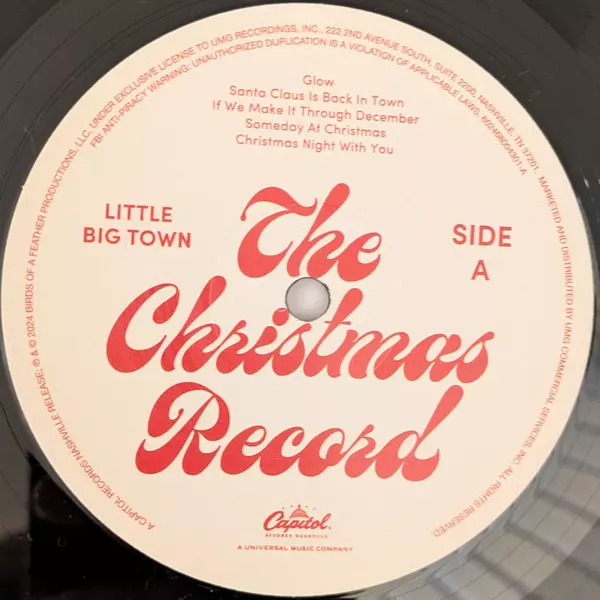 A CAPITOL RECORDS NASHVILLE RELEASE; ℗ & © 2024 BIRDS OF A FEATHER PRODUCTIONS, LLC. UNDER EXCLUSIVE LICENSE TO UMG RECORDINGS, INC., 222 2ND AVENUE SOUTH, SUITE 2200, NASHVILLE, TN 37201. MARKETED AND DISTRIBUTED BY UMG COMMERCIAL SERVICES, INC. ALL RIGHTS RESERVED.
FBI ANTI-PIRACY WARNING: UNAUTHORIZED DUPLICATION IS A VIOLATION OF APPLICABLE LAWS. 602468004301-A
Glow
Santa Claus Is Back In Town
If We Make It Through December
Someday At Christmas
Christmas Night With You
LITTLE
BIG TOWN
SIDE
A
The
Christmas
Record
Capitol
RECORDS NASHVILLE
A UNIVERSAL MUSIC COMPANY